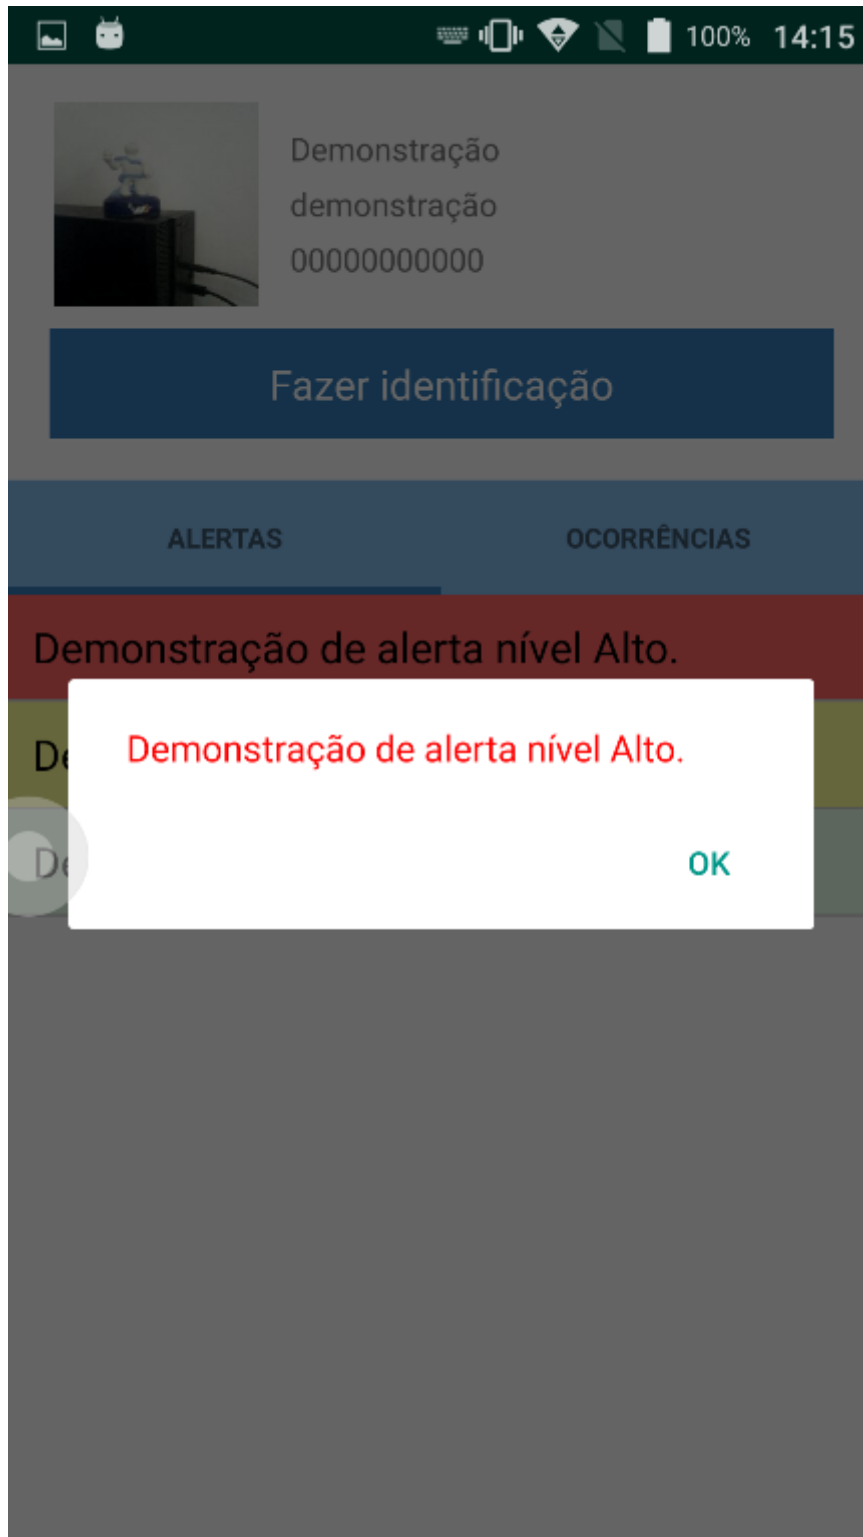 100% 14:15
Demonstração
demonstração
00000000000
Fazer identificação
ALERTAS
OCORRÊNCIAS
Demonstração de alerta nível Alto.
Demonstração de alerta nível Alto.
OK